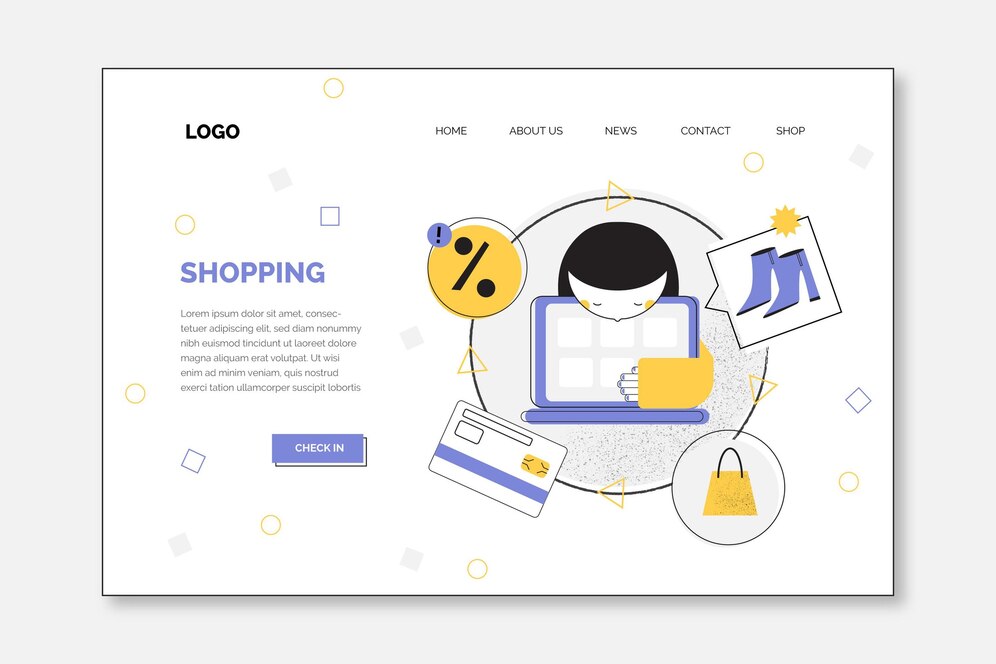 LOGO
HOME ABOUT US NEWS CONTACT SHOP
!
%
SHOPPING
Lorem ipsum dolor sit amet, consec-
tetuer adipiscing elit, sed diam nonummy
nibh euismod tincidunt ut laoreet dolore
magna aliquam erat volutpat. Ut wisi
enim ad minim veniam, quis nostrud
exerci tation ullamcorper suscipit lobortis
CHECK IN